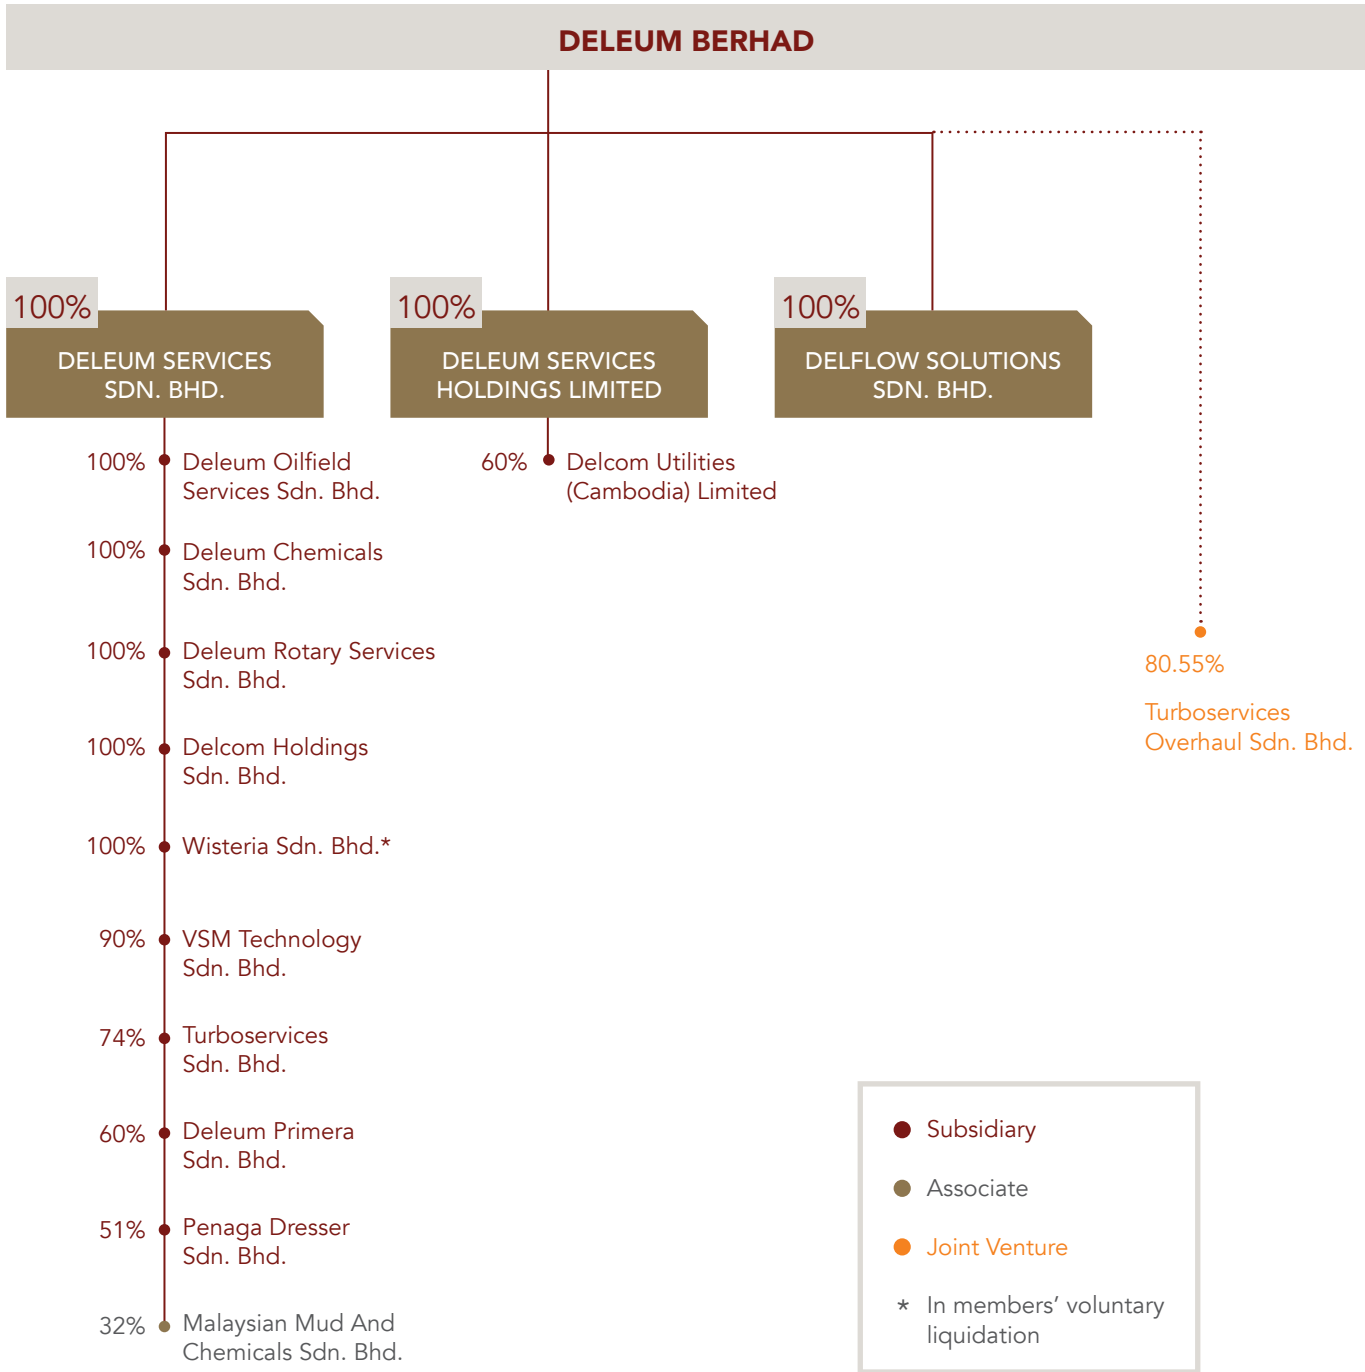 DELEUM BERHAD
100%
DELEUM SERVICES
SDN. BHD.
100%
DELEUM SERVICES
HOLDINGS LIMITED
100%
DELFLOW SOLUTIONS
SDN. BHD.
100%
Deleum Oilfield
Services Sdn. Bhd.
100%
Deleum Chemicals
Sdn. Bhd.
100%
Deleum Rotary Services
Sdn. Bhd.
100%
Delcom Holdings
Sdn. Bhd.
100%
Wisteria Sdn. Bhd.*
90%
VSM Technology
Sdn. Bhd.
74%
Turboservices
Sdn. Bhd.
60%
Deleum Primera
Sdn. Bhd.
51%
Penaga Dresser
Sdn. Bhd.
32%
Malaysian Mud And
Chemicals Sdn. Bhd.
60%
Delcom Utilities
(Cambodia) Limited
80.55%
Turboservices
Overhaul Sdn. Bhd.
Subsidiary
Associate
Joint Venture
* In members’ voluntary
liquidation